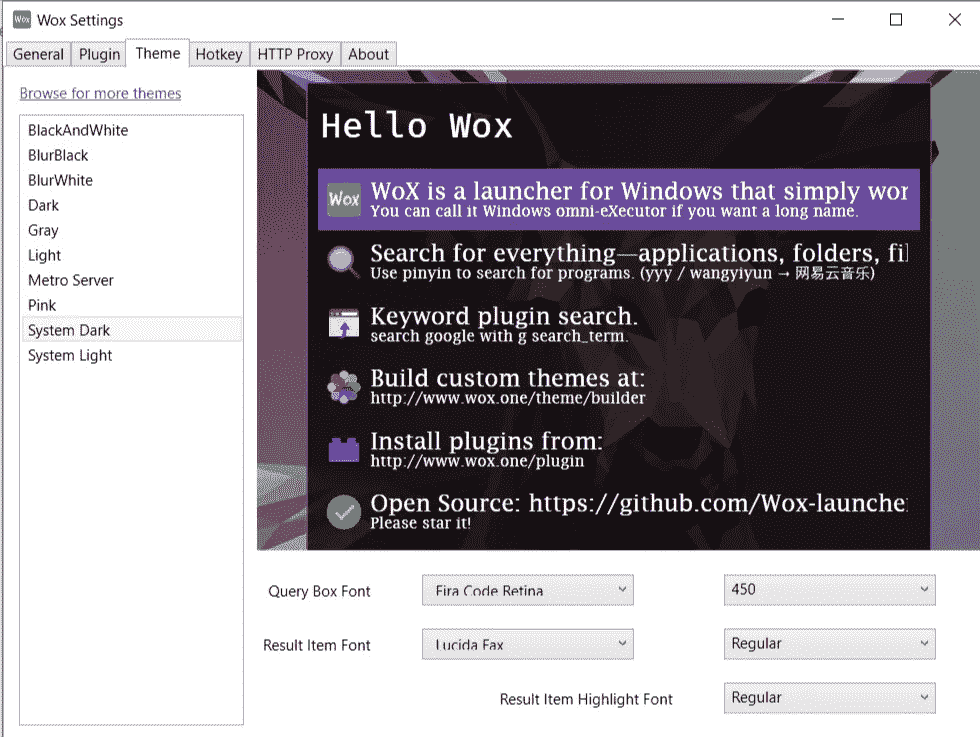 Wox Wox Settings
General Plugin Theme Hotkey HTTP Proxy About
Browse for more themes
BlackAndWhite
BlurBlack
BlurWhite
Dark
Gray
Light
Metro Server
Pink
System Dark
System Light
Hello Wox
Wox
WoX is a launcher for Windows that simply wor
You can call it Windows omni-eXecutor if you want a long name.
Search for everything—applications, folders, fil
Use pinyin to search for programs. (yyy / wangyiyun → 网易云音乐)
Keyword plugin search.
search google with g search_term.
Build custom themes at:
http://www.wox.one/theme/builder
Install plugins from:
http://www.wox.one/plugin
Open Source: https://github.com/Wox-launche
Please star it!
Query Box Font Fira Code Retina 450
Result Item Font Lucida Fax Regular
Result Item Highlight Font Regular